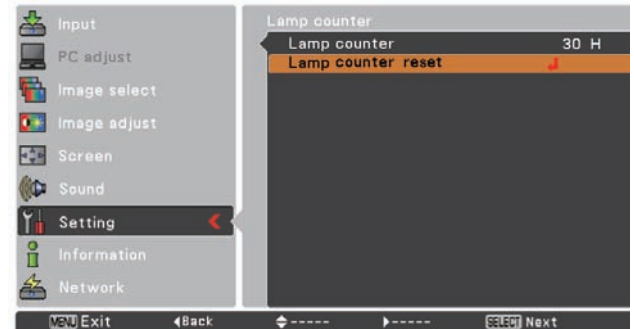 Input
PC adjust
Image select
Image adjust
Screen
Sound
Setting
Information
Network
Lamp counter
Lamp counter 30 H
Lamp counter reset
MENU Exit ◀Back ----- ▶----- SELECT Next